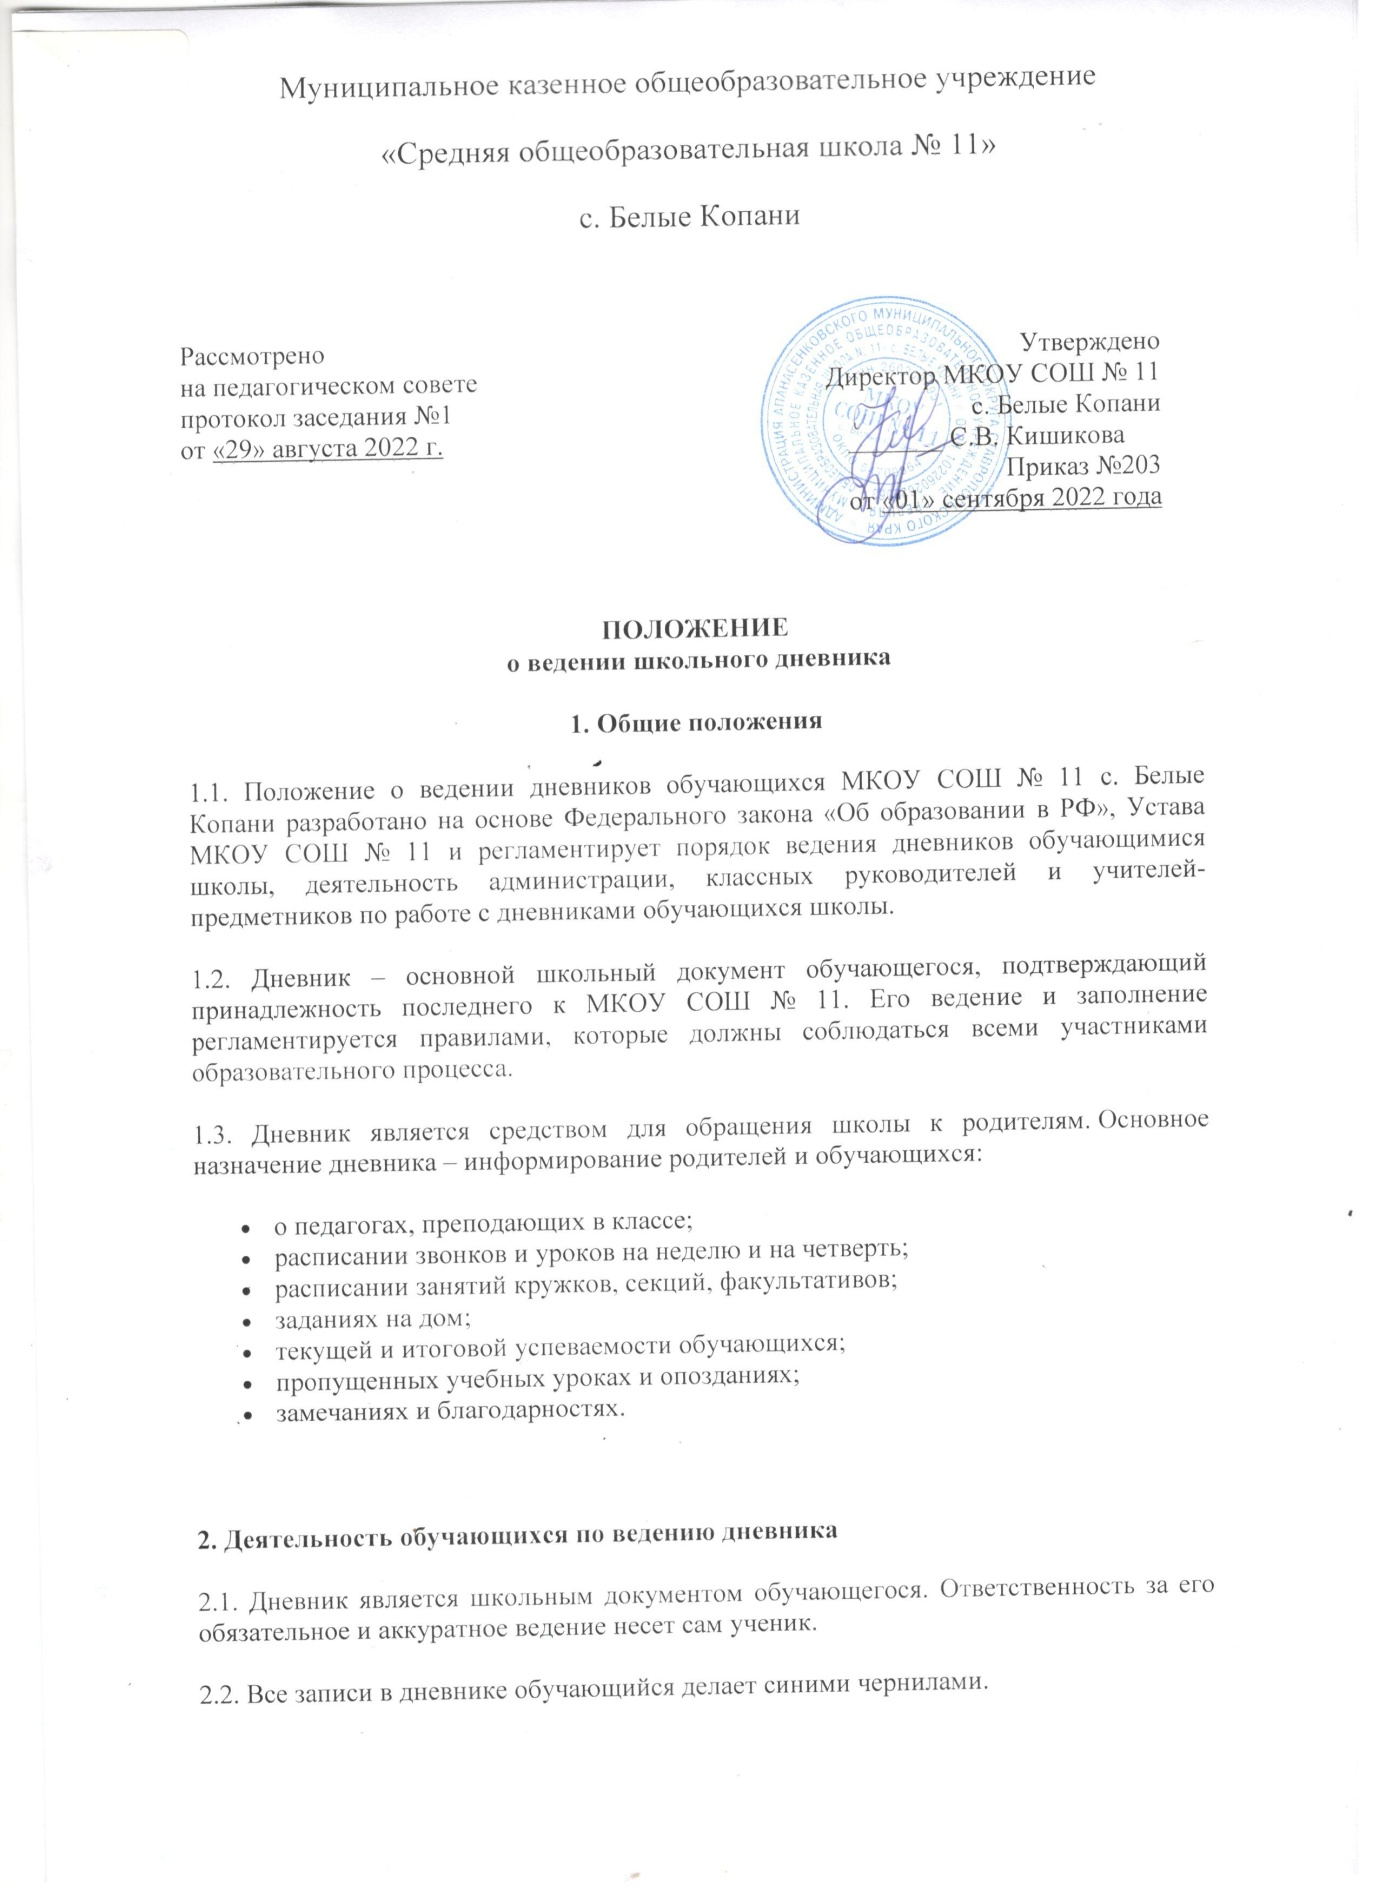 Муниципальное казенное общеобразовательное учреждение
«Средняя общеобразовательная школа № 11»
с. Белые Копани
Рассмотрено
на педагогическом совете
протокол заседания №1
от «29» августа 2022 г.
Утверждено
Директор МКОУ СОШ № 11
с. Белые Копани
С.В. Кишикова
Приказ №203
от «01» сентября 2022 года
ПОЛОЖЕНИЕ
о ведении школьного дневника
1. Общие положения
1.1. Положение о ведении дневников обучающихся МКОУ СОШ № 11 с. Белые
Копани разработано на основе Федерального закона «Об образовании в РФ», Устава
МКОУ СОШ № 11 и регламентирует порядок ведения дневников обучающимися
школы, деятельность администрации, классных руководителей и учителей-
предметников по работе с дневниками обучающихся школы.
1.2. Дневник – основной школьный документ обучающегося, подтверждающий
принадлежность последнего к МКОУ СОШ № 11. Его ведение и заполнение
регламентируется правилами, которые должны соблюдаться всеми участниками
образовательного процесса.
1.3. Дневник является средством для обращения школы к родителям. Основное
назначение дневника – информирование родителей и обучающихся:
• о педагогах, преподающих в классе;
• расписании звонков и уроков на неделю и на четверть;
• расписании занятий кружков, секций, факультативов;
• заданиях на дом;
• текущей и итоговой успеваемости обучающихся;
• пропущенных учебных уроках и опозданиях;
• замечаниях и благодарностях.
2. Деятельность обучающихся по ведению дневника
2.1. Дневник является школьным документом обучающегося. Ответственность за его
обязательное и аккуратное ведение несет сам ученик.
2.2. Все записи в дневнике обучающийся делает синими чернилами.